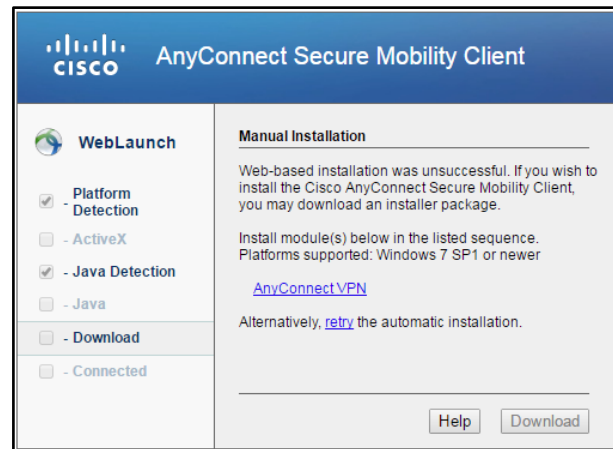 CISCO
AnyConnect Secure Mobility Client
WebLaunch
- Platform
Detection
- ActiveX
- Java Detection
- Java
- Download
- Connected
Manual Installation
Web-based installation was unsuccessful. If you wish to
install the Cisco AnyConnect Secure Mobility Client,
you may download an installer package.
Install module(s) below in the listed sequence.
Platforms supported: Windows 7 SP1 or newer
AnyConnect VPN
Alternatively, retry the automatic installation.
Help
Download